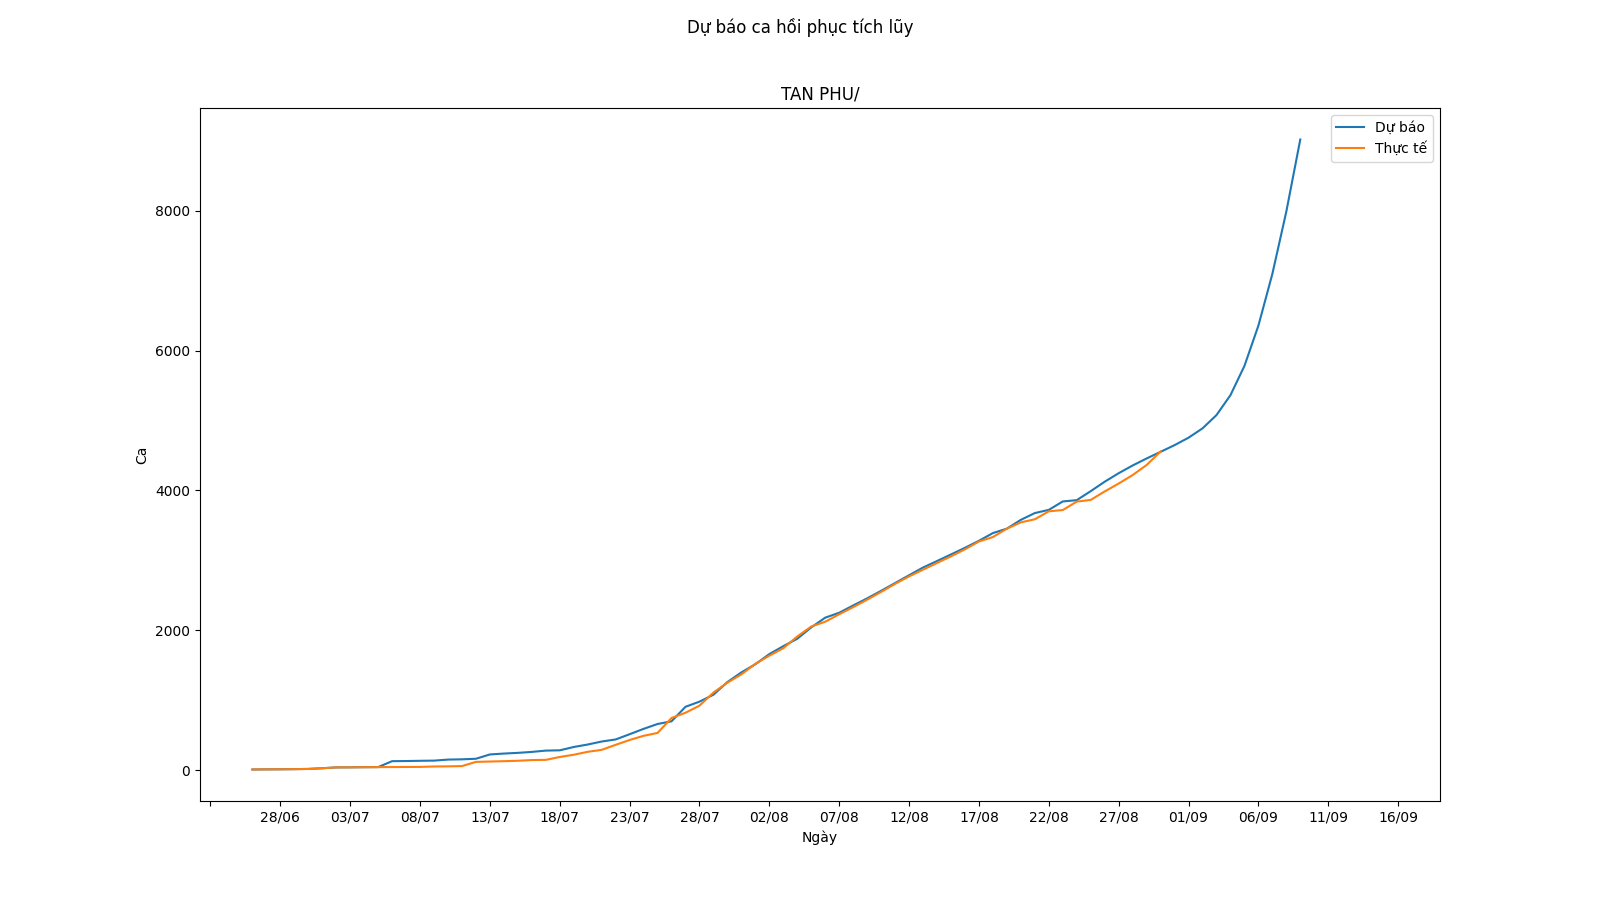 Dự báo ca hồi phục tích lũy
TAN PHU/
Dự báo
Thực tế
8000
6000
4000
2000
0
Ca
28/06 03/07 08/07 13/07 18/07 23/07 28/07 02/08 07/08 12/08 17/08 22/08 27/08 01/09 06/09 11/09 16/09
Ngày